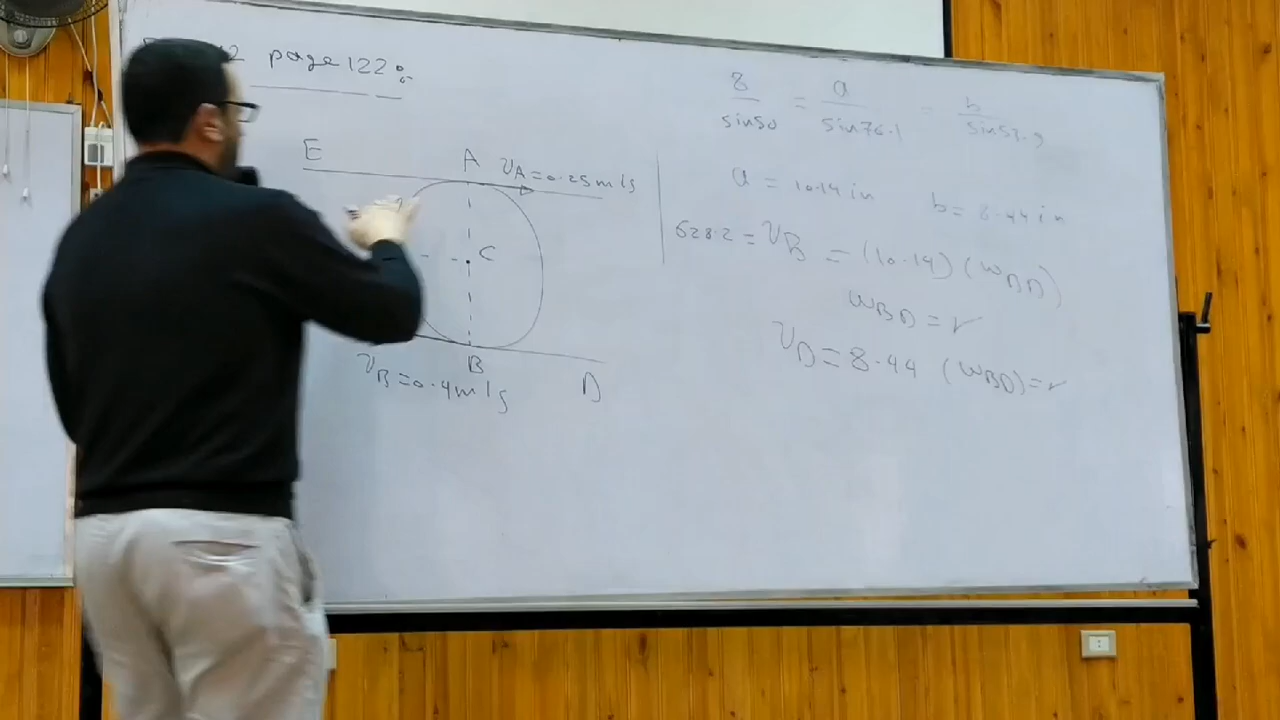 2 page 122:
E
A
VA = 0.25 m/s
C
B
VB = 0.4 m/s
D
8/sin50 = a/sin76.1 = b/sin53.9
a = 10.14 in
b = 8.44 in
628.2 = VB = (10.14) (ωBD)
ωBD = ✓
VD = 8.44 (ωBD) = ✓